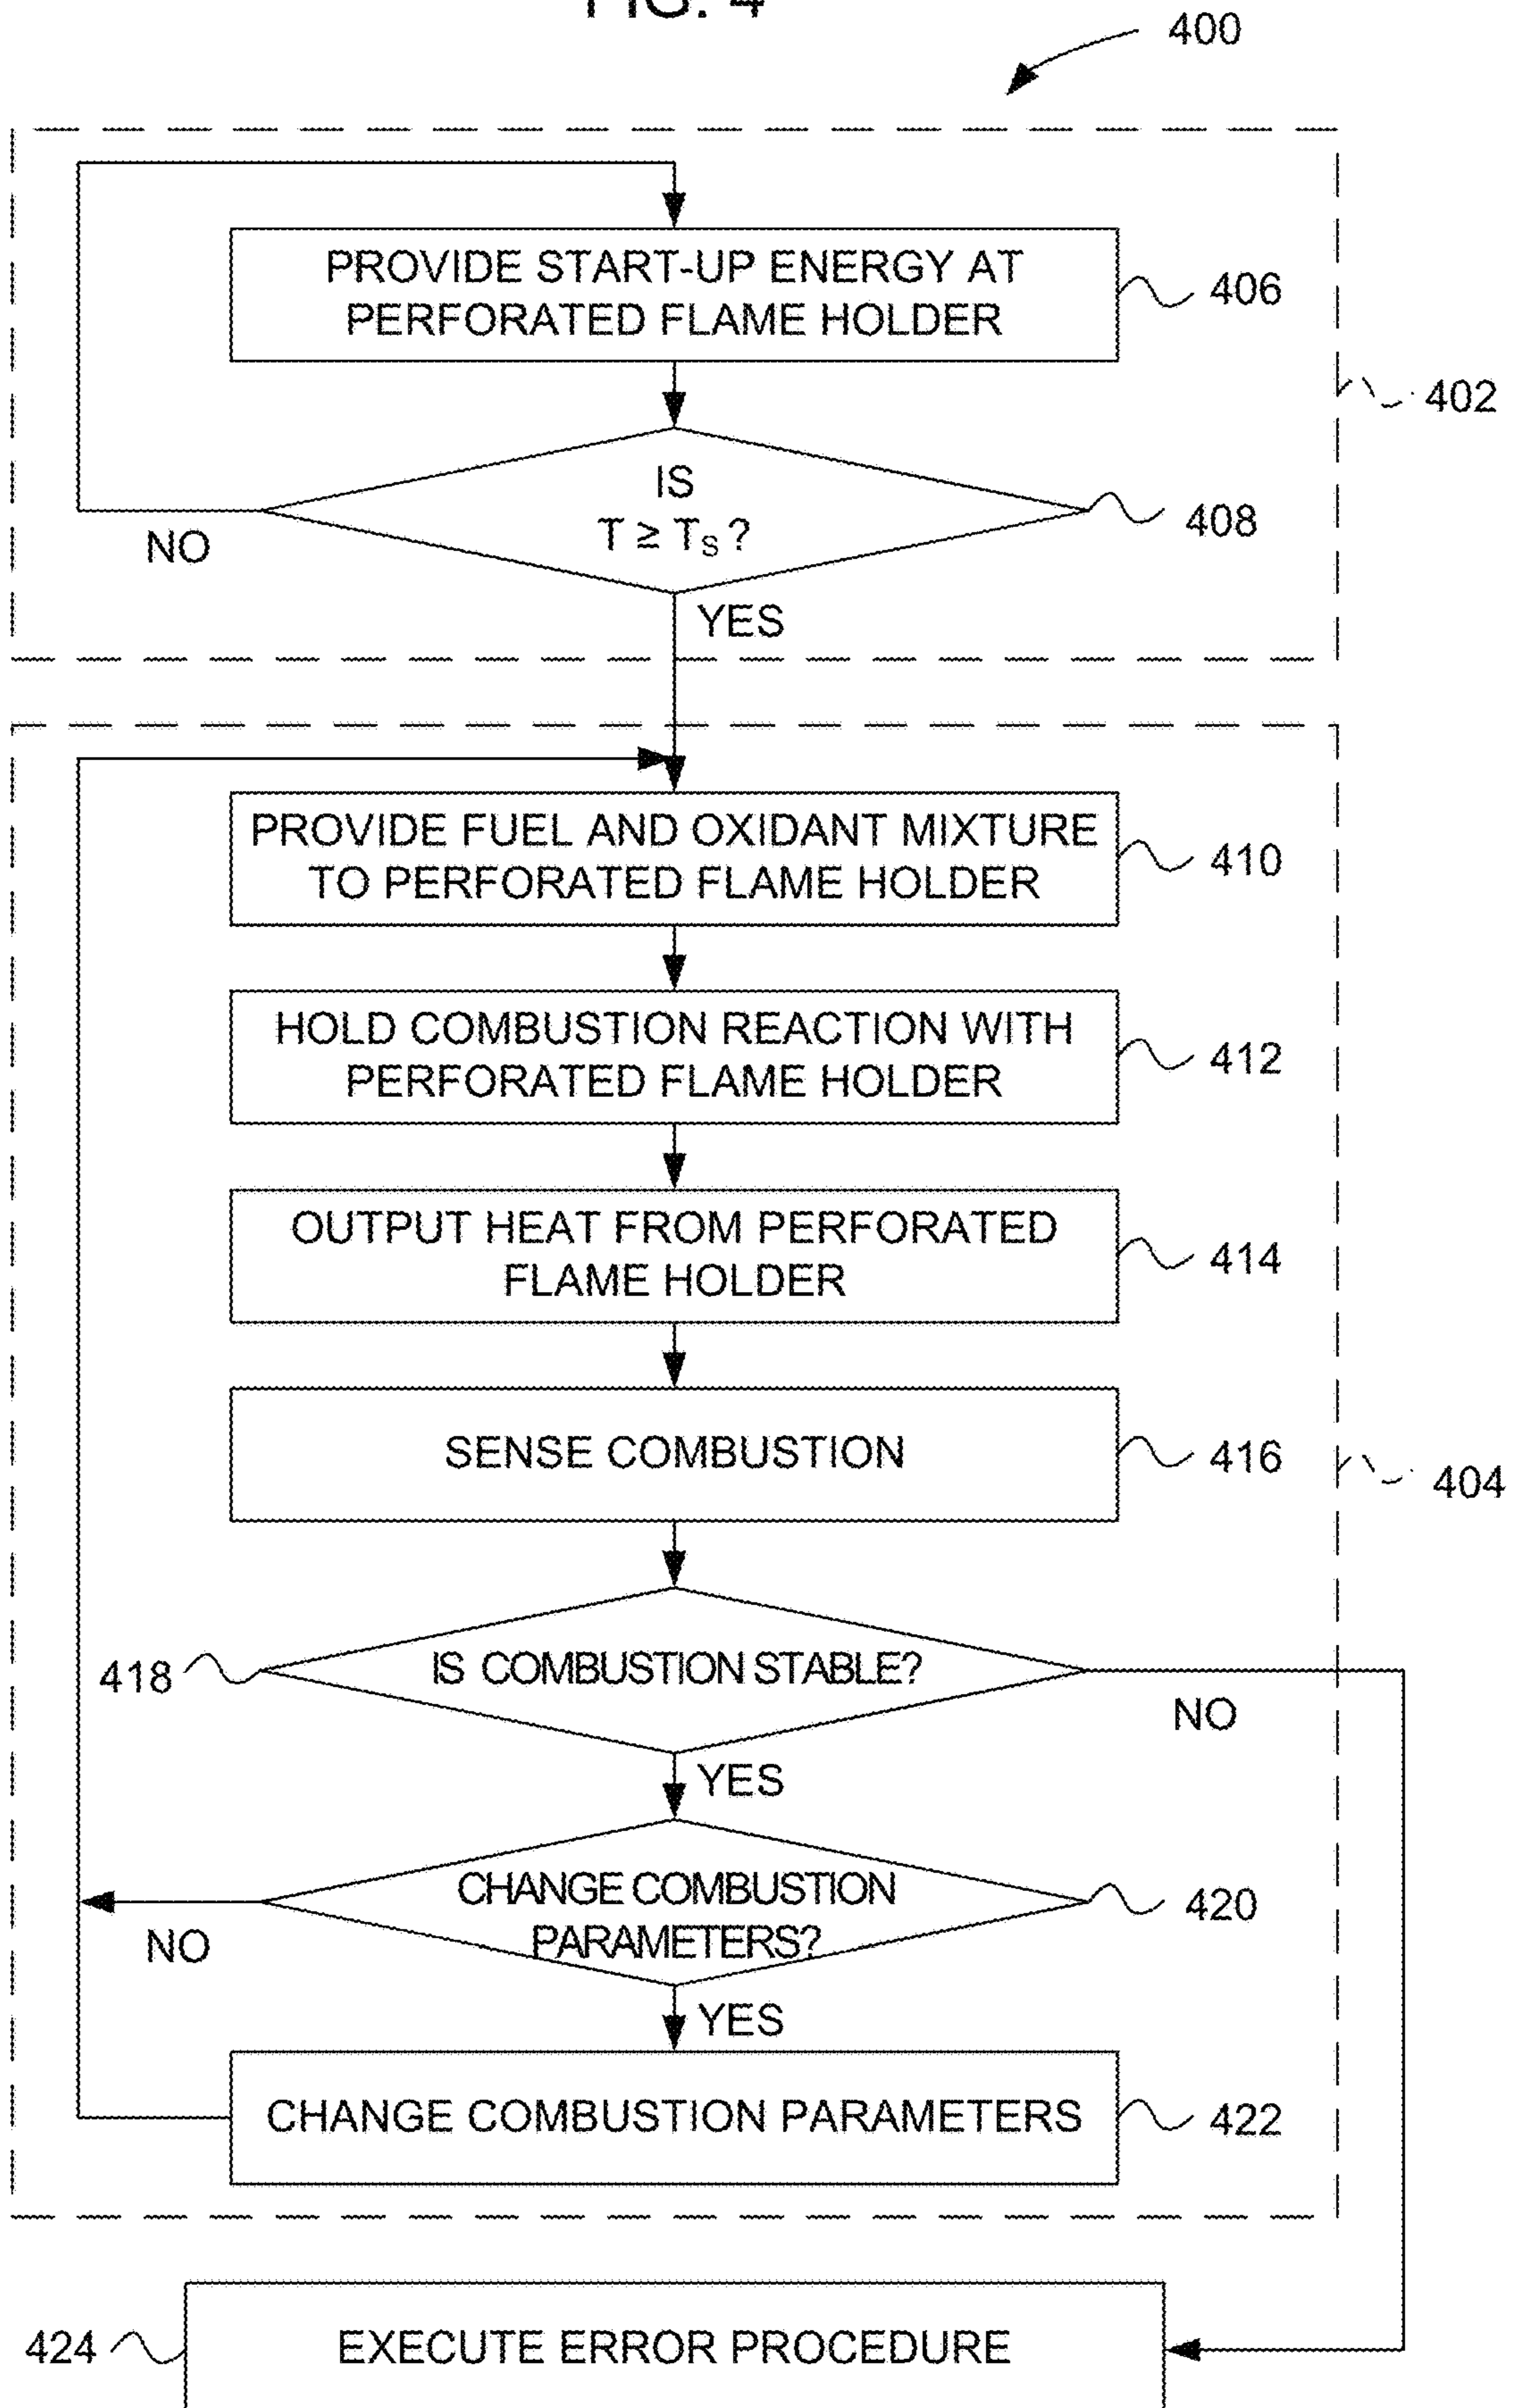 FIG. 4
400
PROVIDE START-UP ENERGY AT
PERFORATED FLAME HOLDER
406
402
IS
T ≥ TS ?
408
NO
YES
PROVIDE FUEL AND OXIDANT MIXTURE
TO PERFORATED FLAME HOLDER
410
HOLD COMBUSTION REACTION WITH
PERFORATED FLAME HOLDER
412
OUTPUT HEAT FROM PERFORATED
FLAME HOLDER
414
SENSE COMBUSTION
416
404
IS COMBUSTION STABLE?
418
NO
YES
CHANGE COMBUSTION
PARAMETERS?
420
NO
YES
CHANGE COMBUSTION PARAMETERS
422
424
EXECUTE ERROR PROCEDURE